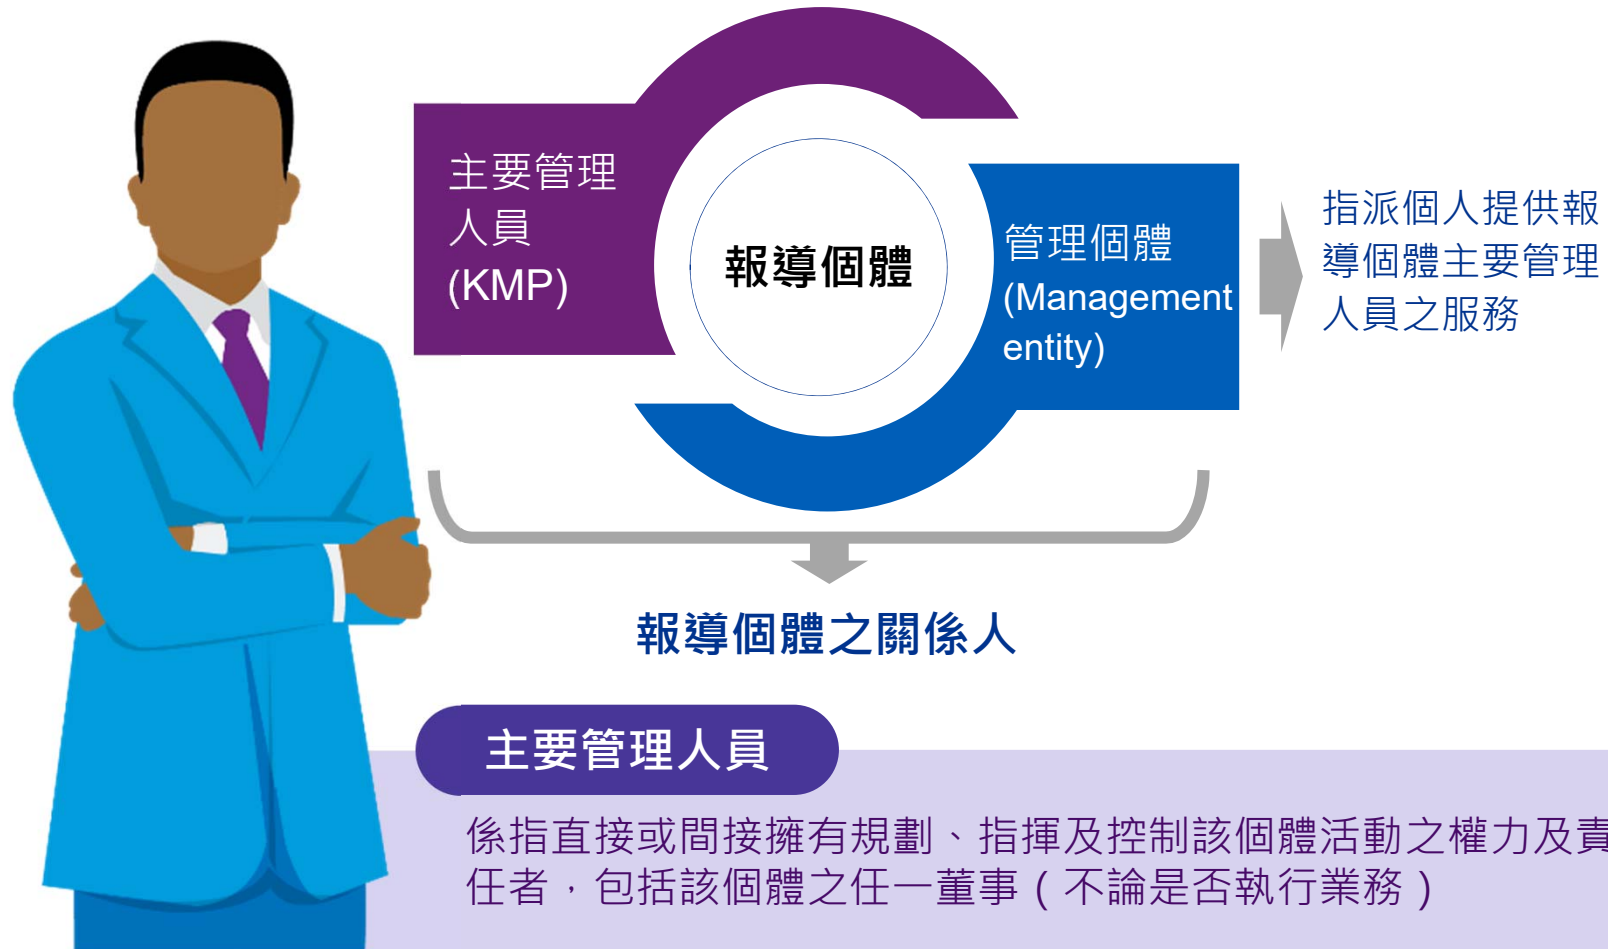 主要管理
人員
(KMP)
報導個體
管理個體
(Management
entity)
指派個人提供報
導個體主要管理
人員之服務
報導個體之關係人
主要管理人員
係指直接或間接擁有規劃、指揮及控制該個體活動之權力及責
任者，包括該個體之任一董事（不論是否執行業務）